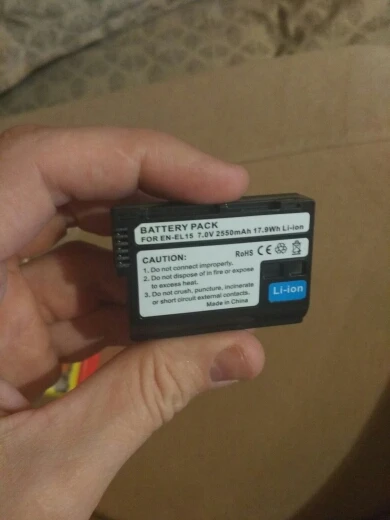 BATTERY PACK
FOR EN-EL15 7.0V 2550mAh 17.9Wh Li-ion
CAUTION:
RoHS CE
1. Do not connect improperly.
2. Do not dispose of in fire or expose
to excess heat.
3. Do not crush, puncture, incinerate
or short circuit external contacts.
Made in China
Li-ion